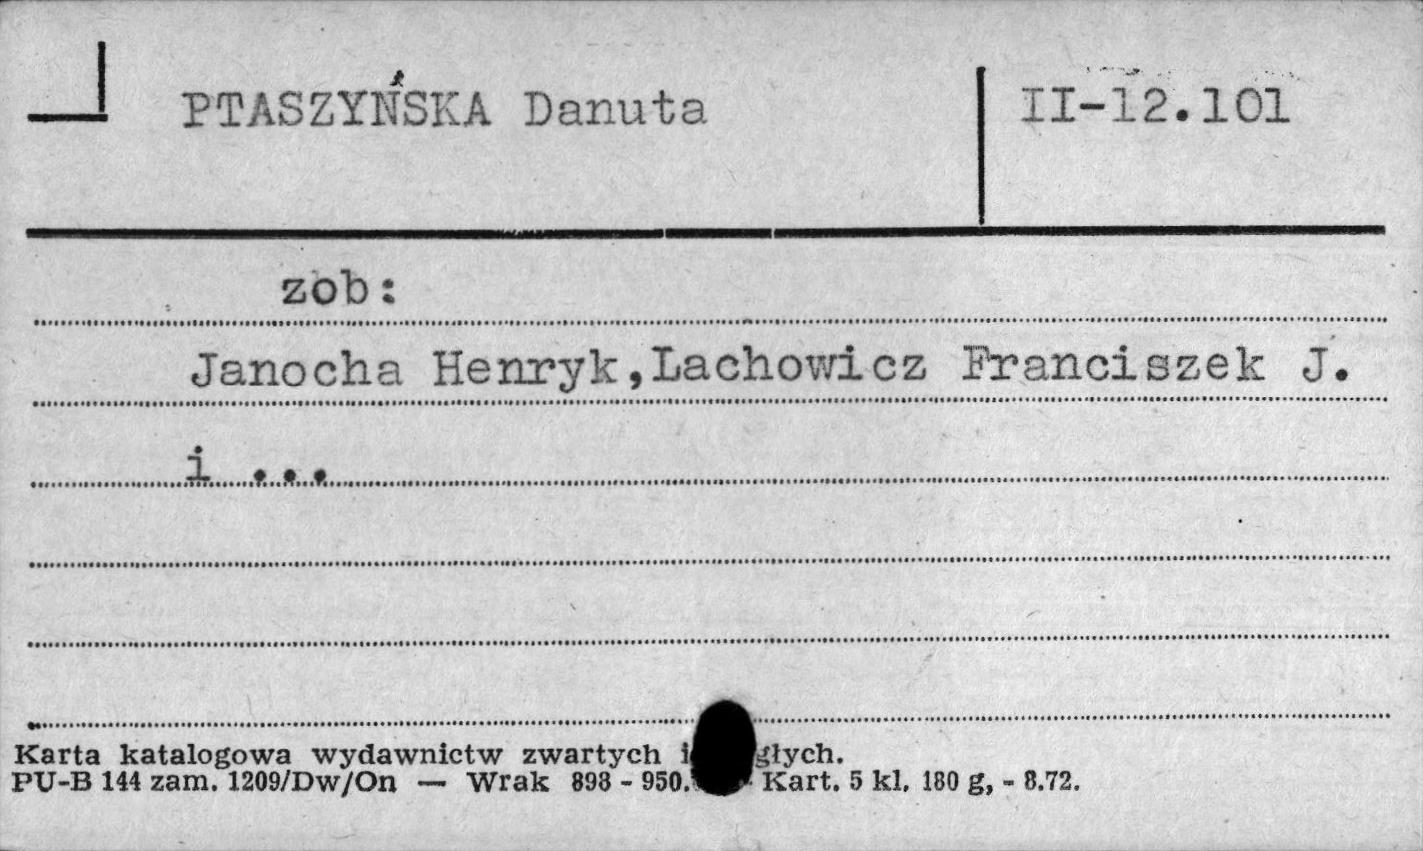 PTASZYŃSKA Danuta
II-12.101
zob:
Janocha Henryk,Lachowicz Franciszek J.
i ...
Karta katalogowa wydawnictw zwartych i głych.
PU-B 144 zam. 1209/Dw/On — Wrak 898 - 950. Kart. 5 kl. 180 g, - 8.72.